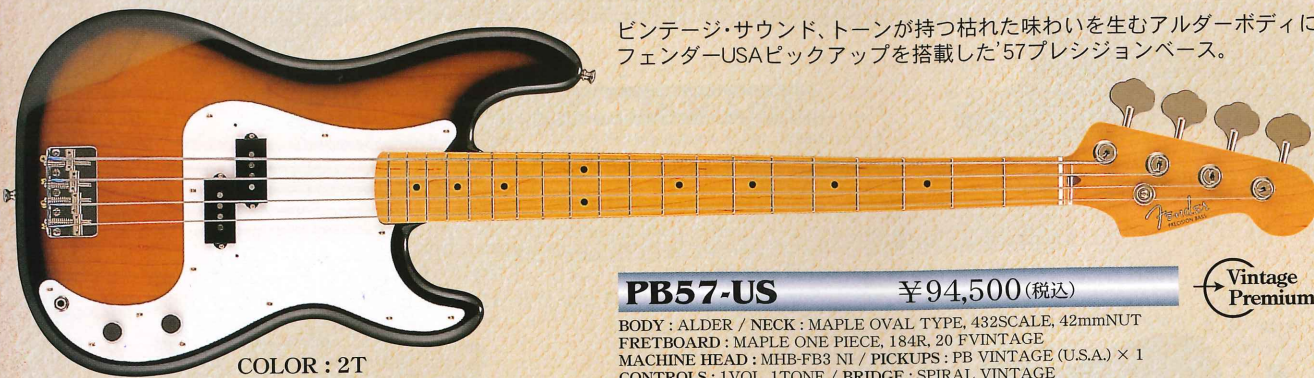 ビンテージ・サウンド、トーンが持つ枯れた味わいを生むアルダーボディに
フェンダーUSAピックアップを搭載した'57プレシジョンベース。
Fender
PRECISION BASS
PB57-US ¥94,500(税込)
Vintage
Premium
BODY : ALDER / NECK : MAPLE OVAL TYPE, 432SCALE, 42mmNUT
FRETBOARD : MAPLE ONE PIECE, 184R, 20 FVINTAGE
MACHINE HEAD : MHB-FB3 NI / PICKUPS : PB VINTAGE (U.S.A.) × 1
CONTROLS : 1VOL, 1TONE / BRIDGE : SPIRAL VINTAGE
COLOR : 2T